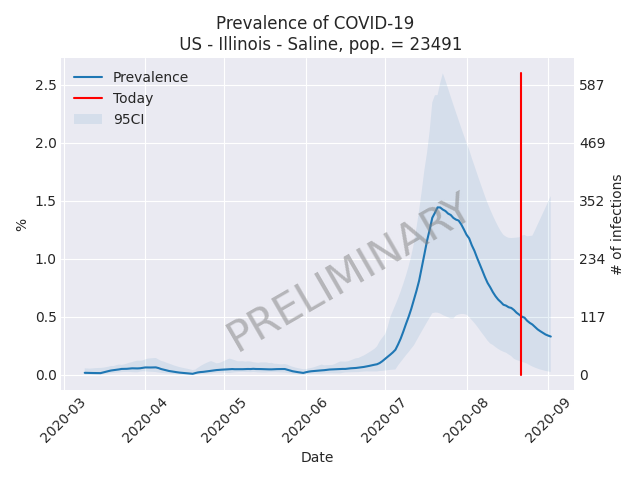 Prevalence of COVID-19
US - Illinois - Saline, pop. = 23491
Prevalence
Today
95CI
PRELIMINARY
%
2.5
2.0
1.5
1.0
0.5
0.0
587
469
352
234
117
0
# of infections
2020-03
2020-04
2020-05
2020-06
2020-07
2020-08
2020-09
Date